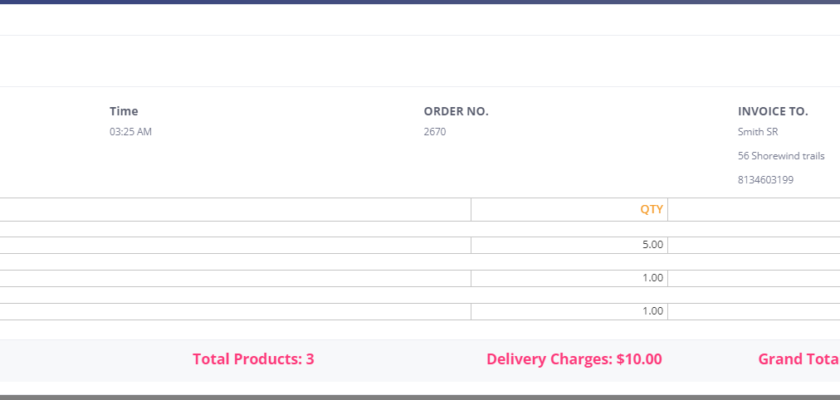 Time ORDER NO. INVOICE TO.
03:25 AM 2670 Smith SR
56 Shorewind trails
8134603199
QTY
5.00
1.00
1.00
Total Products: 3 Delivery Charges: $10.00 Grand Tota